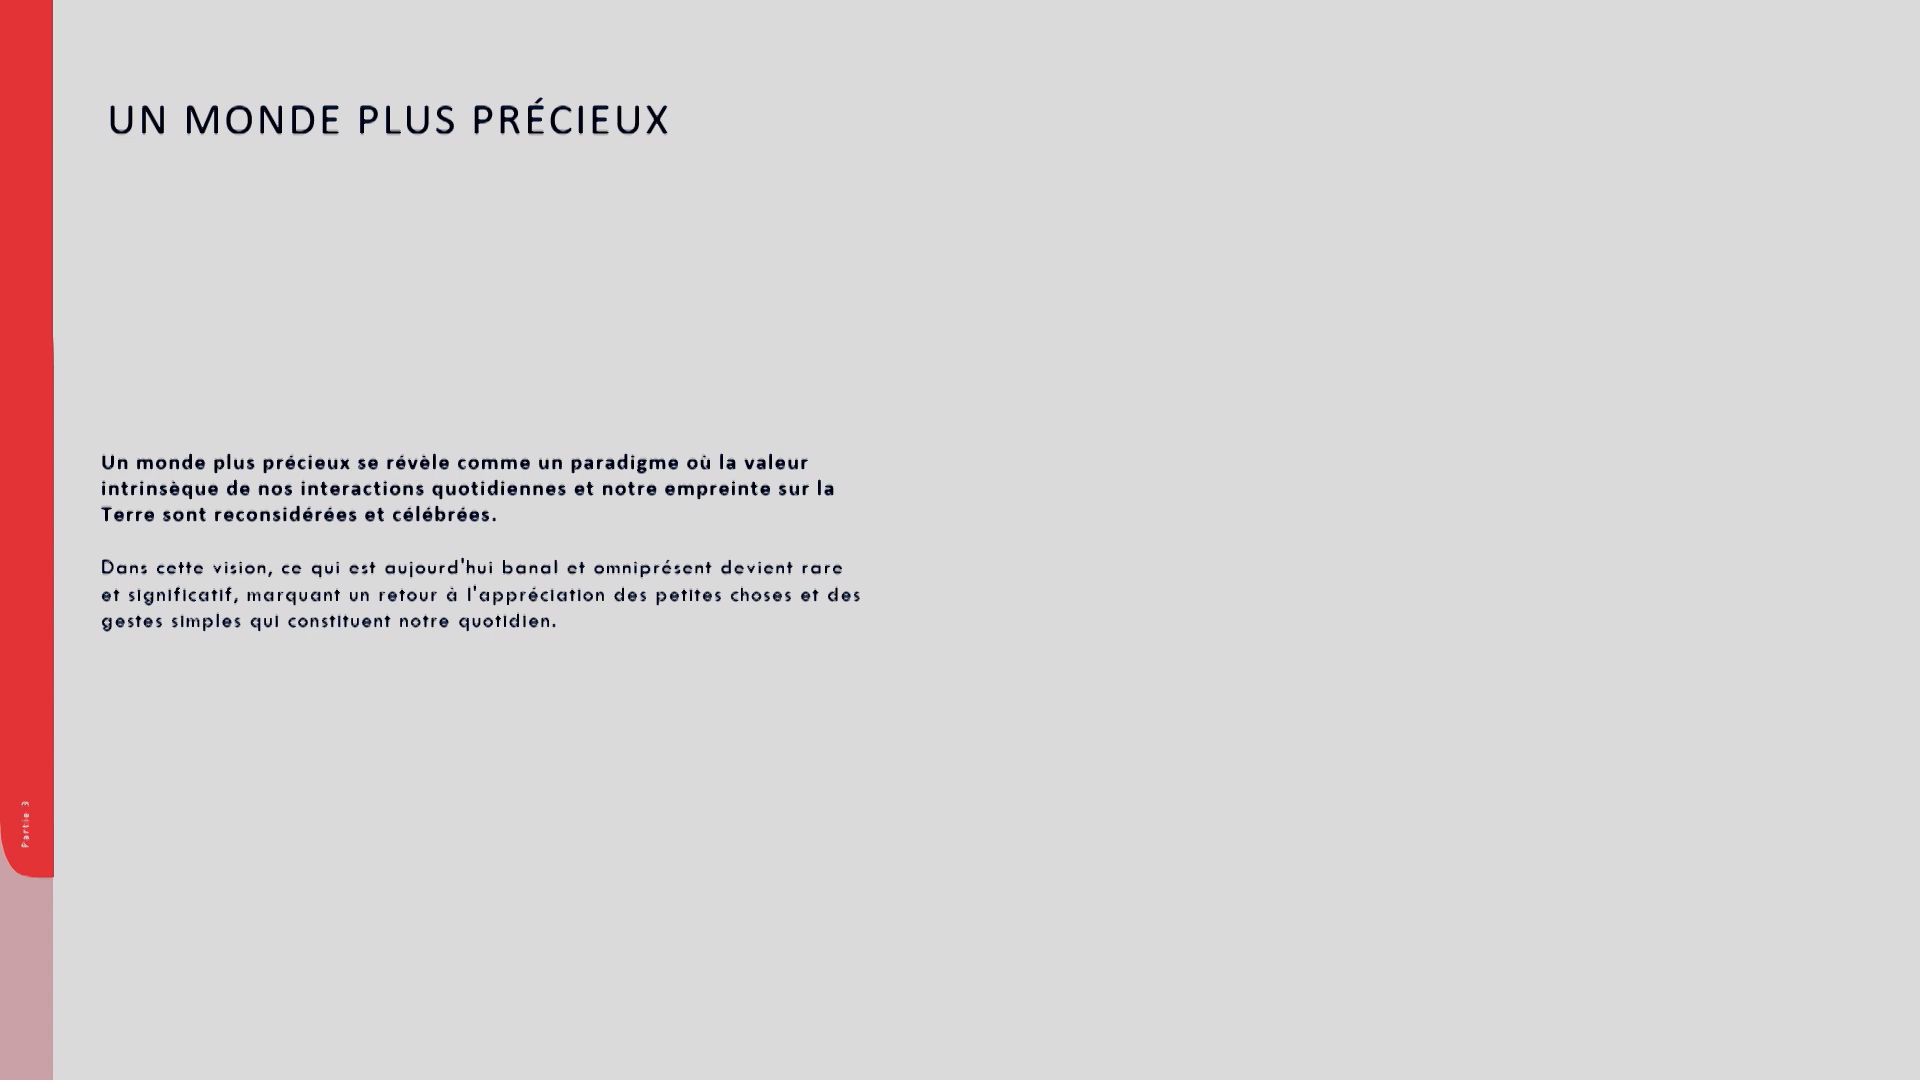 UN MONDE PLUS PRÉCIEUX
Un monde plus précieux se révèle comme un paradigme où la valeur
intrinsèque de nos interactions quotidiennes et notre empreinte sur la
Terre sont reconsidérées et célébrées.
Dans cette vision, ce qui est aujourd'hui banal et omniprésent devient rare
et significatif, marquant un retour à l'appréciation des petites choses et des
gestes simples qui constituent notre quotidien.
Partie 3